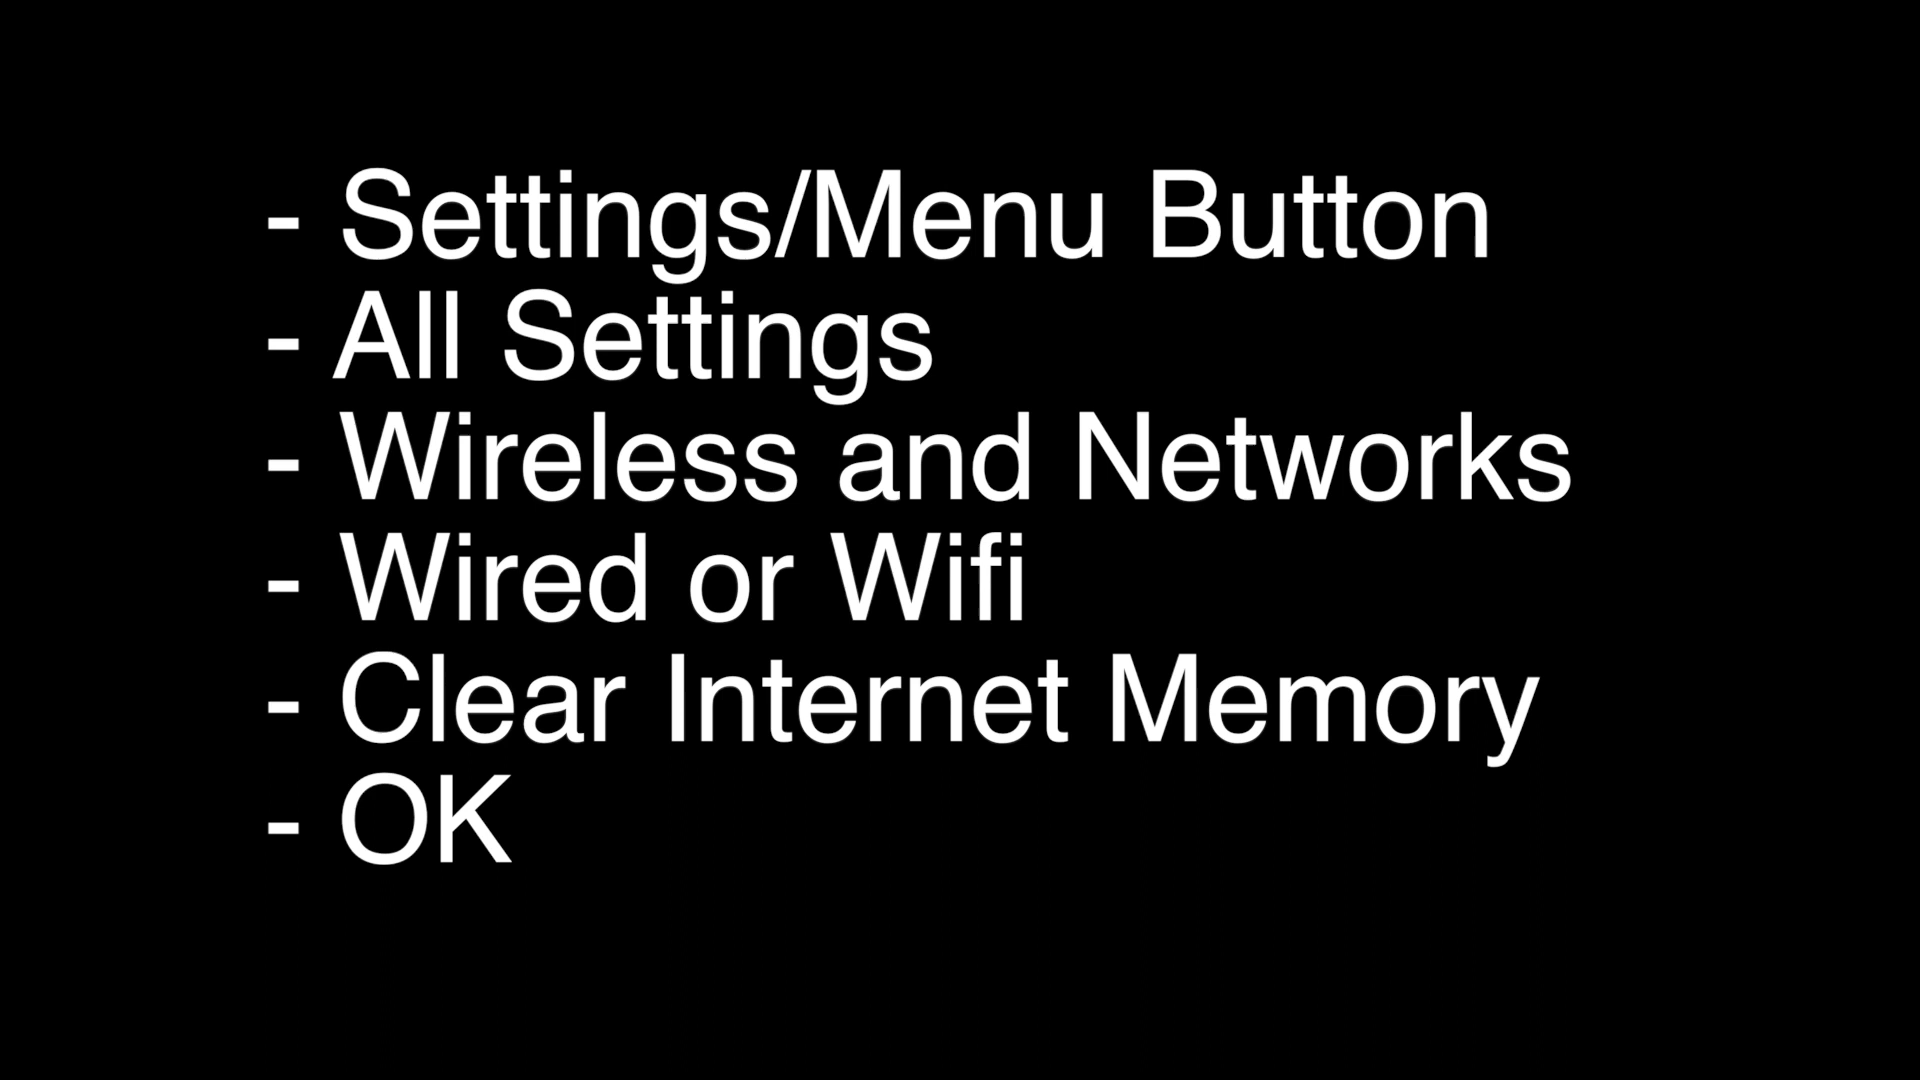 - Settings/Menu Button
- All Settings
- Wireless and Networks
- Wired or Wifi
- Clear Internet Memory
- OK